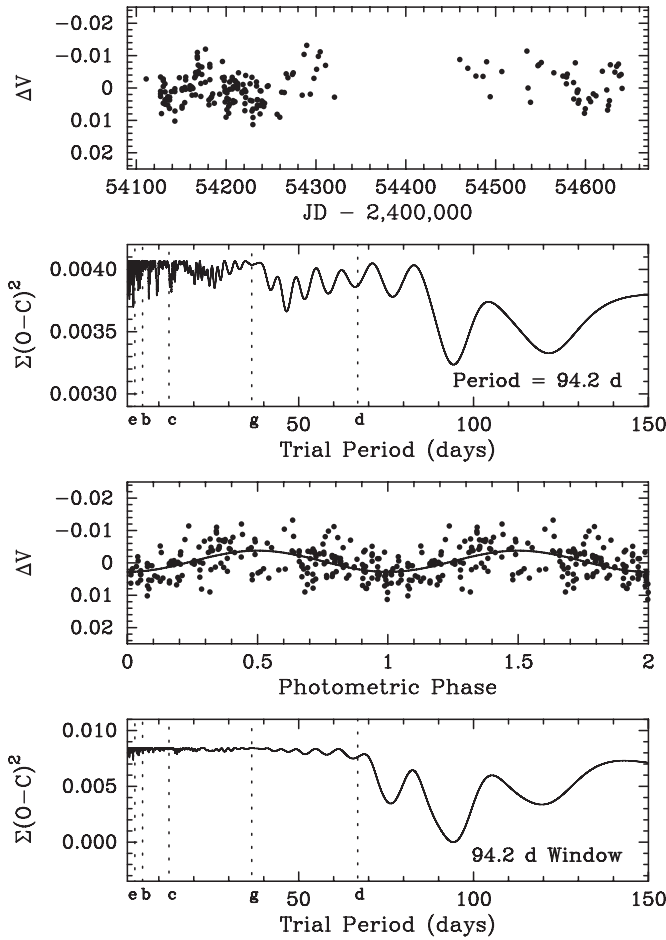 −0.02
−0.01
0
0.01
0.02
ΔV
54100 54200 54300 54400 54500 54600
JD − 2,400,000
0.0040
0.0035
0.0030
Σ(O−C)²
Period = 94.2 d
e b c g d
50 100 150
Trial Period (days)
−0.02
−0.01
0
0.01
0.02
ΔV
0 0.5 1 1.5 2
Photometric Phase
0.010
0.005
0.000
Σ(O−C)²
94.2 d Window
e b c g d
50 100 150
Trial Period (days)